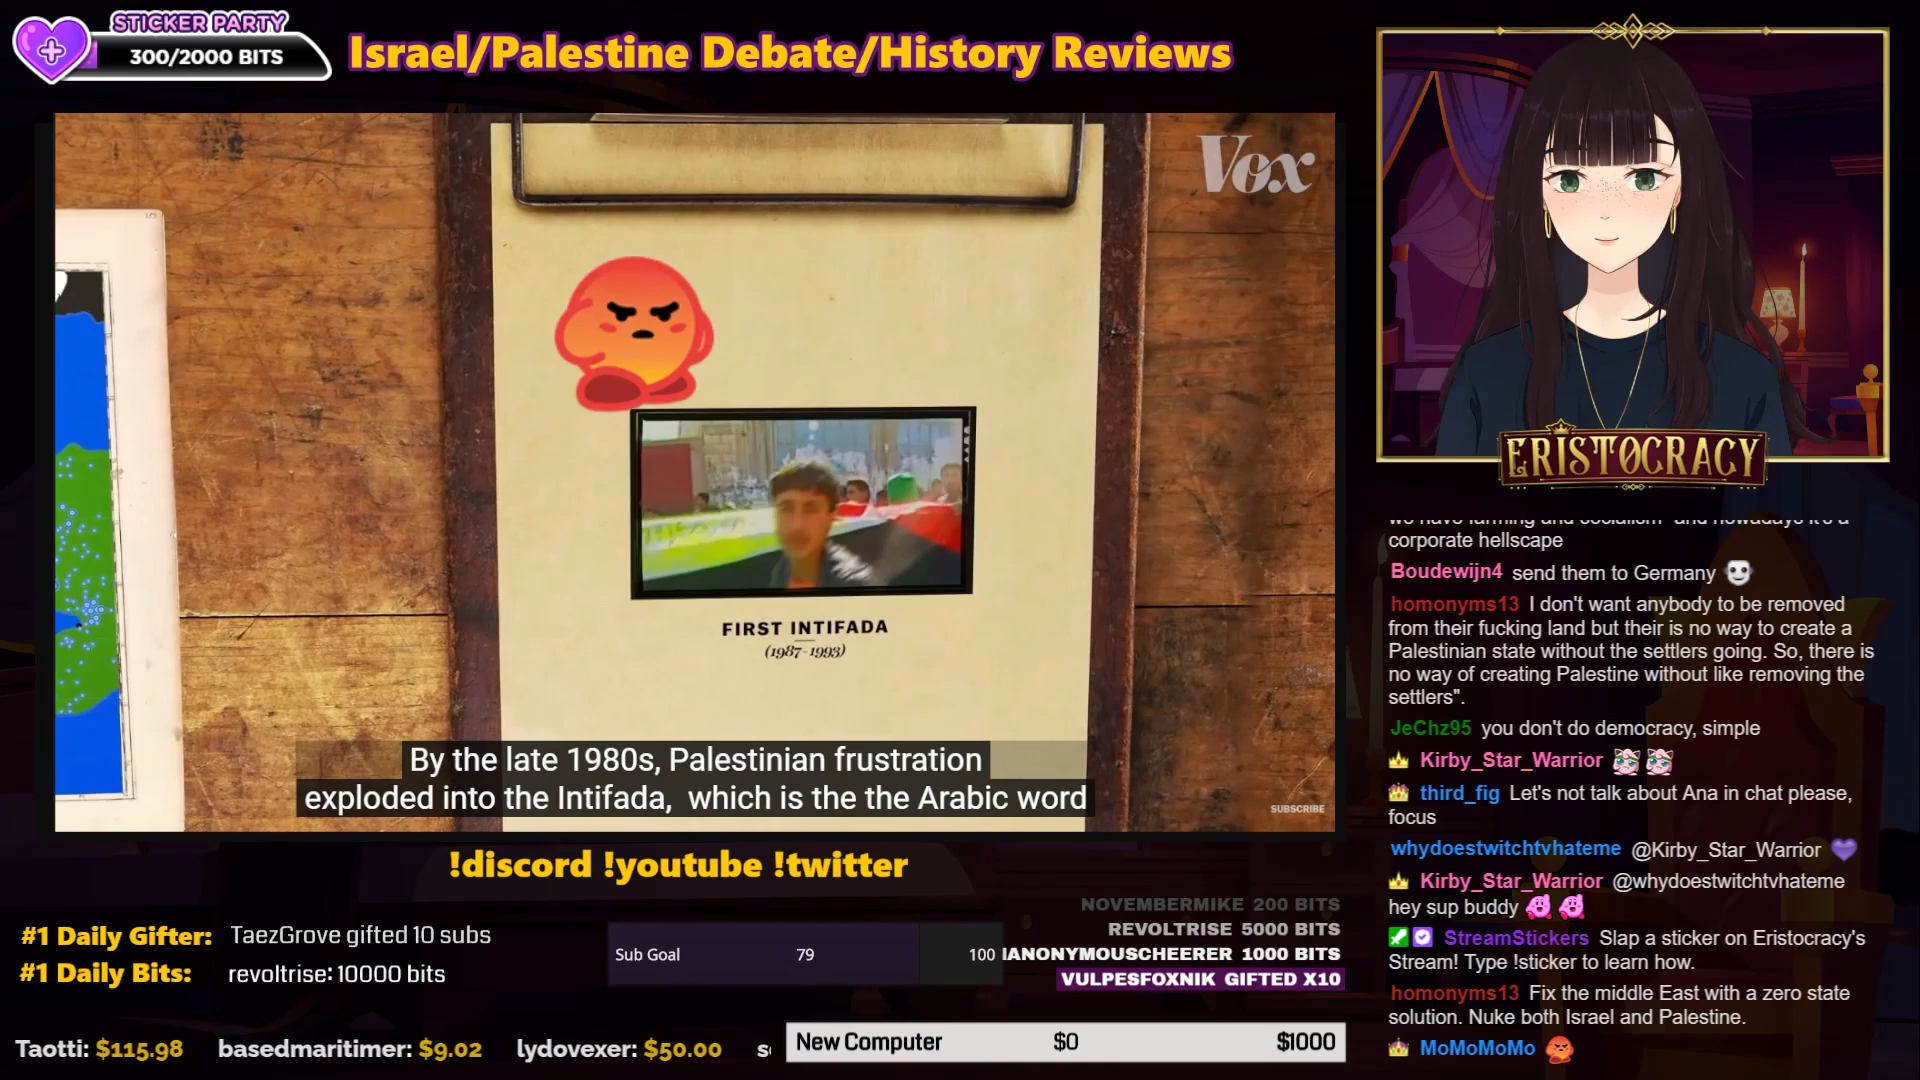 STICKER PARTY
300/2000 BITS
Israel/Palestine Debate/History Reviews
Vox
FIRST INTIFADA
(1987-1993)
By the late 1980s, Palestinian frustration
exploded into the Intifada, which is the the Arabic word
SUBSCRIBE
ERISTOCRACY
we have farming and socialism" and nowadays it's a
corporate hellscape
Boudewijn4 send them to Germany
homonyms13 I don't want anybody to be removed
from their fucking land but their is no way to create a
Palestinian state without the settlers going. So, there is
no way of creating Palestine without like removing the
settlers".
JeChz95 you don't do democracy, simple
Kirby_Star_Warrior
third_fig Let's not talk about Ana in chat please,
focus
whydoestwitchtvhateme @Kirby_Star_Warrior
Kirby_Star_Warrior @whydoestwitchtvhateme
hey sup buddy
StreamStickers Slap a sticker on Eristocracy's
Stream! Type !sticker to learn how.
homonyms13 Fix the middle East with a zero state
solution. Nuke both Israel and Palestine.
MoMoMoMo
!discord !youtube !twitter
#1 Daily Gifter: TaezGrove gifted 10 subs
#1 Daily Bits: revoltrise: 10000 bits
Sub Goal 79 100
NOVEMBERMIKE 200 BITS
REVOLTRISE 5000 BITS
ANONYMOUSCHEERER 1000 BITS
VULPESFOXNIK GIFTED X10
Taotti: $115.98 basedmaritimer: $9.02 lydovexer: $50.00
New Computer $0 $1000